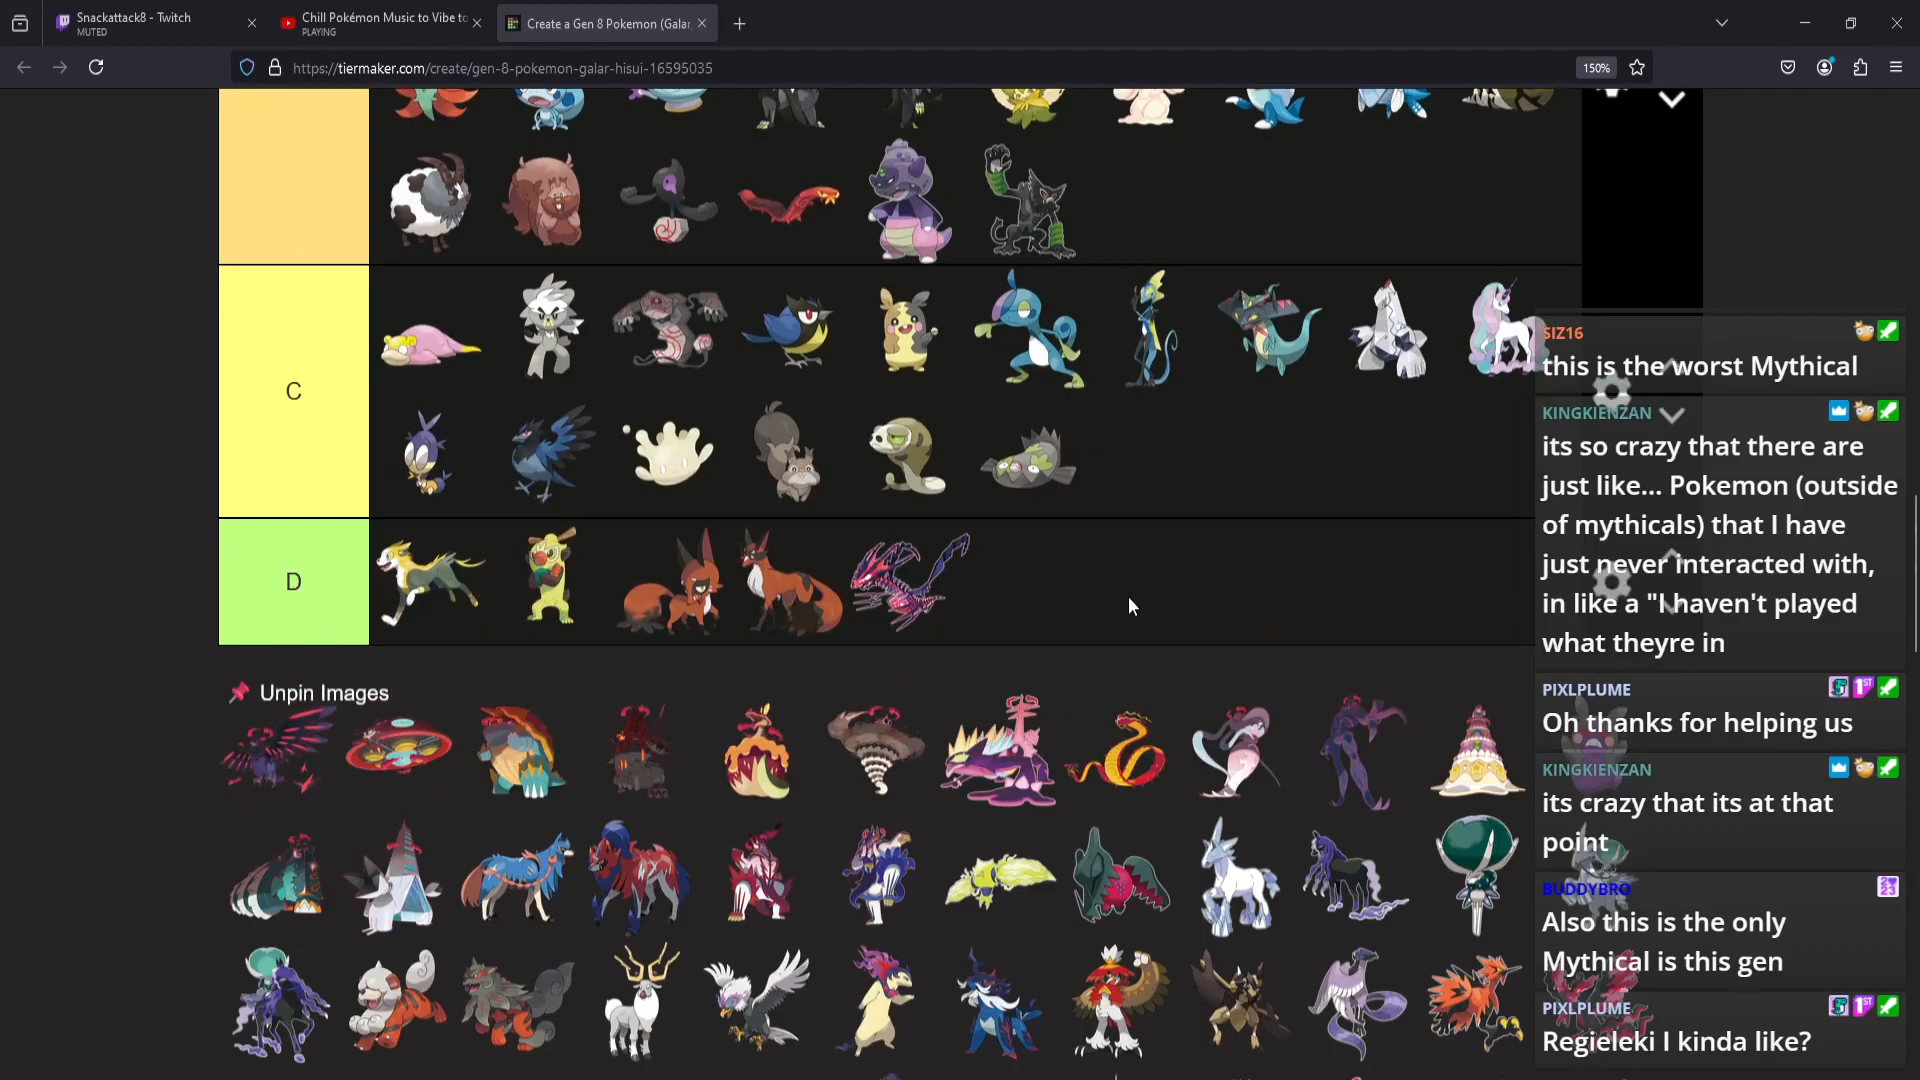 Snackattack8 - Twitch
MUTED
Chill Pokémon Music to Vibe to
PLAYING
Create a Gen 8 Pokemon (Galar,
https://tiermaker.com/create/gen-8-pokemon-galar-hisui-16595035
150%
C
D
Unpin Images
SIZ16
this is the worst Mythical
KINGKIENZAN
its so crazy that there are
just like... Pokemon (outside
of mythicals) that I have
just never interacted with,
in like a "I haven't played
what theyre in
PIXLPLUME
1ST
Oh thanks for helping us
KINGKIENZAN
its crazy that its at that
point
BUDDYBRO
Also this is the only
Mythical is this gen
PIXLPLUME
1ST
Regieleki I kinda like?